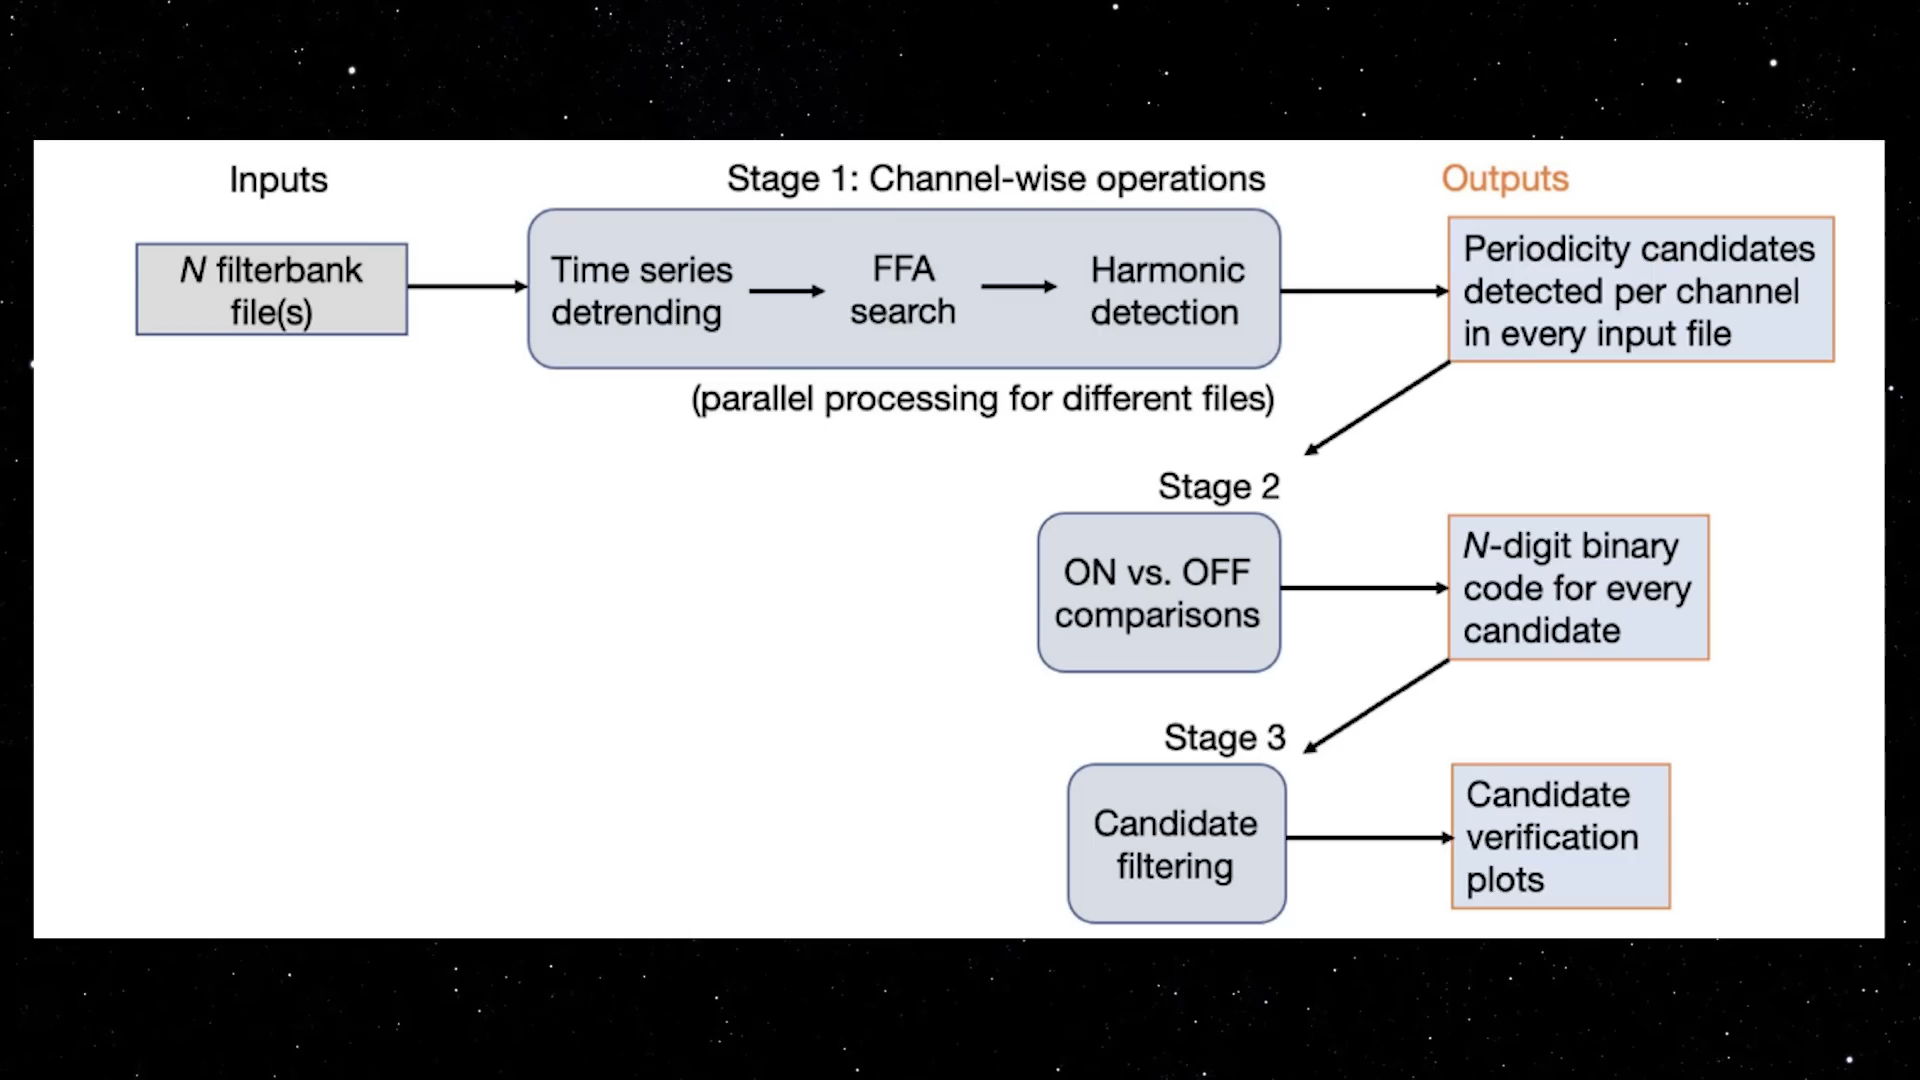 Inputs
Stage 1: Channel-wise operations
Outputs
N filterbank
file(s)
Time series
detrending
FFA
search
Harmonic
detection
Periodicity candidates
detected per channel
in every input file
(parallel processing for different files)
Stage 2
ON vs. OFF
comparisons
N-digit binary
code for every
candidate
Stage 3
Candidate
filtering
Candidate
verification
plots